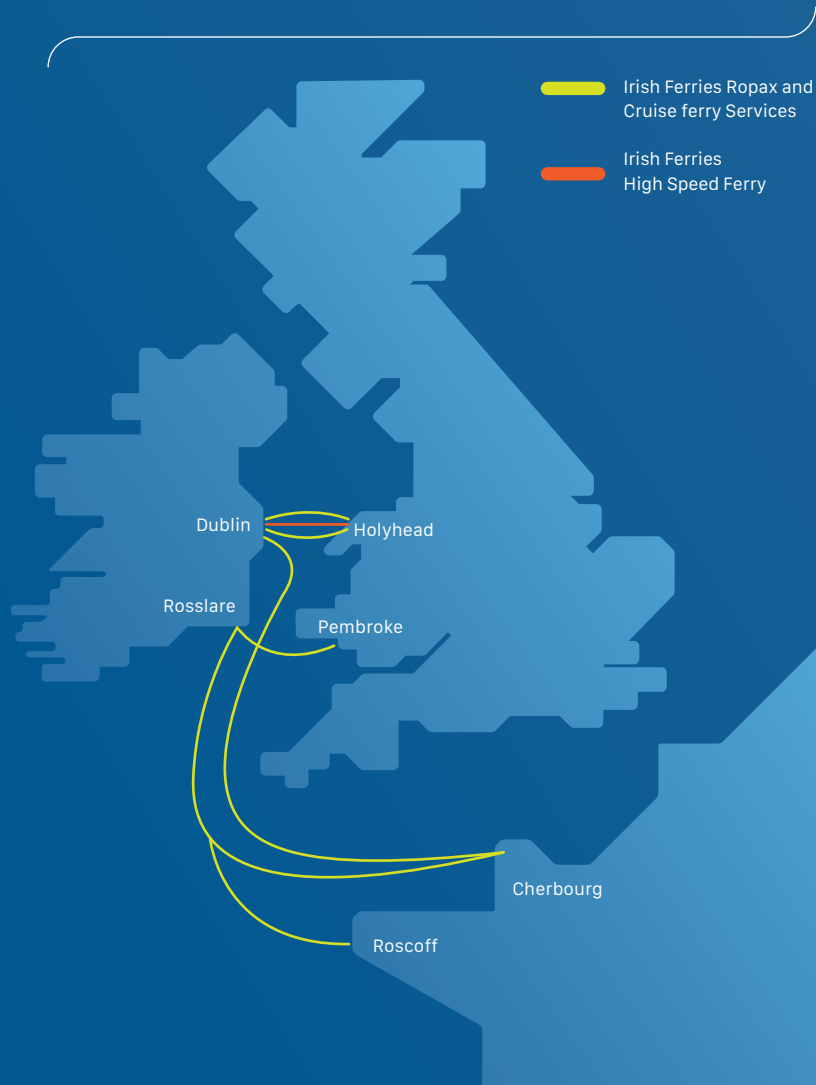 Irish Ferries Ropax and
Cruise ferry Services
Irish Ferries
High Speed Ferry
Dublin
Holyhead
Rosslare
Pembroke
Cherbourg
Roscoff